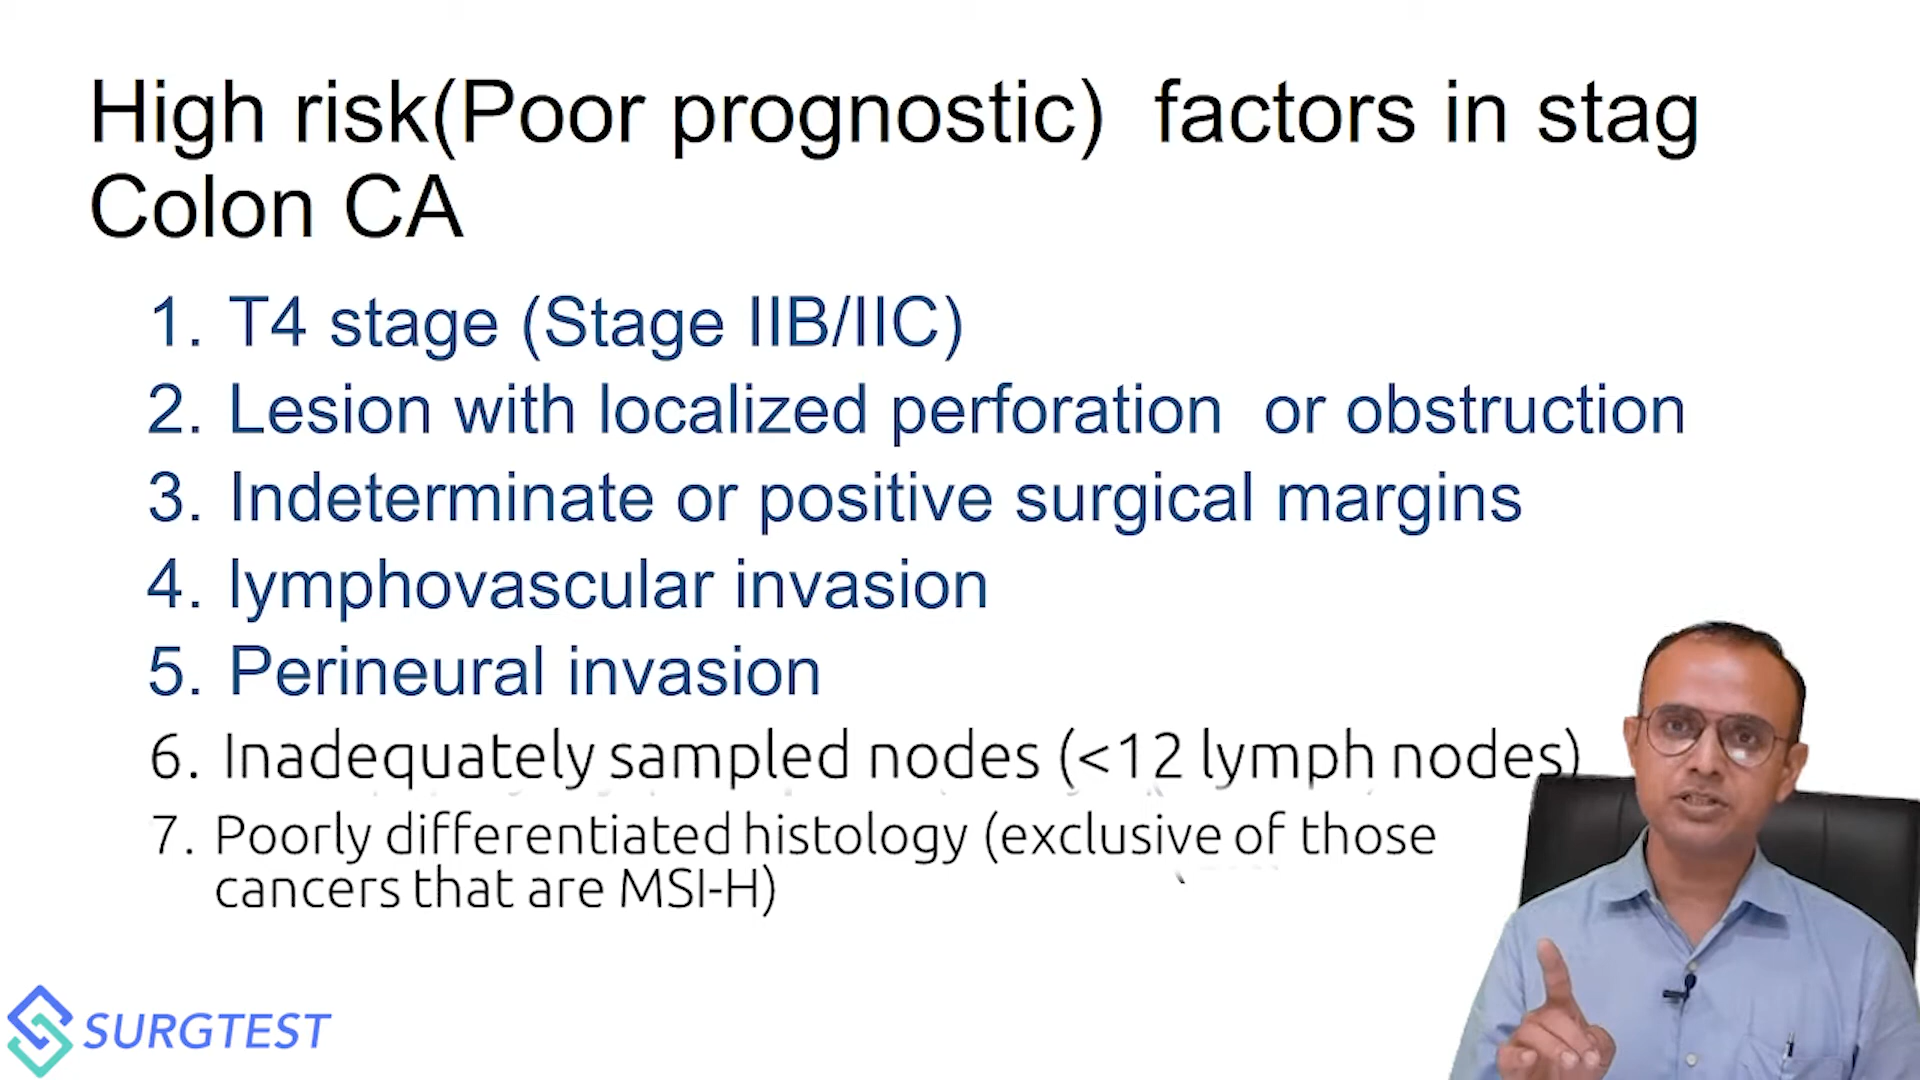 High risk(Poor prognostic) factors in stag
Colon CA
1. T4 stage (Stage IIB/IIC)
2. Lesion with localized perforation or obstruction
3. Indeterminate or positive surgical margins
4. lymphovascular invasion
5. Perineural invasion
6. Inadequately sampled nodes (<12 lymph nodes)
7. Poorly differentiated histology (exclusive of those
cancers that are MSI-H)
SURGTEST